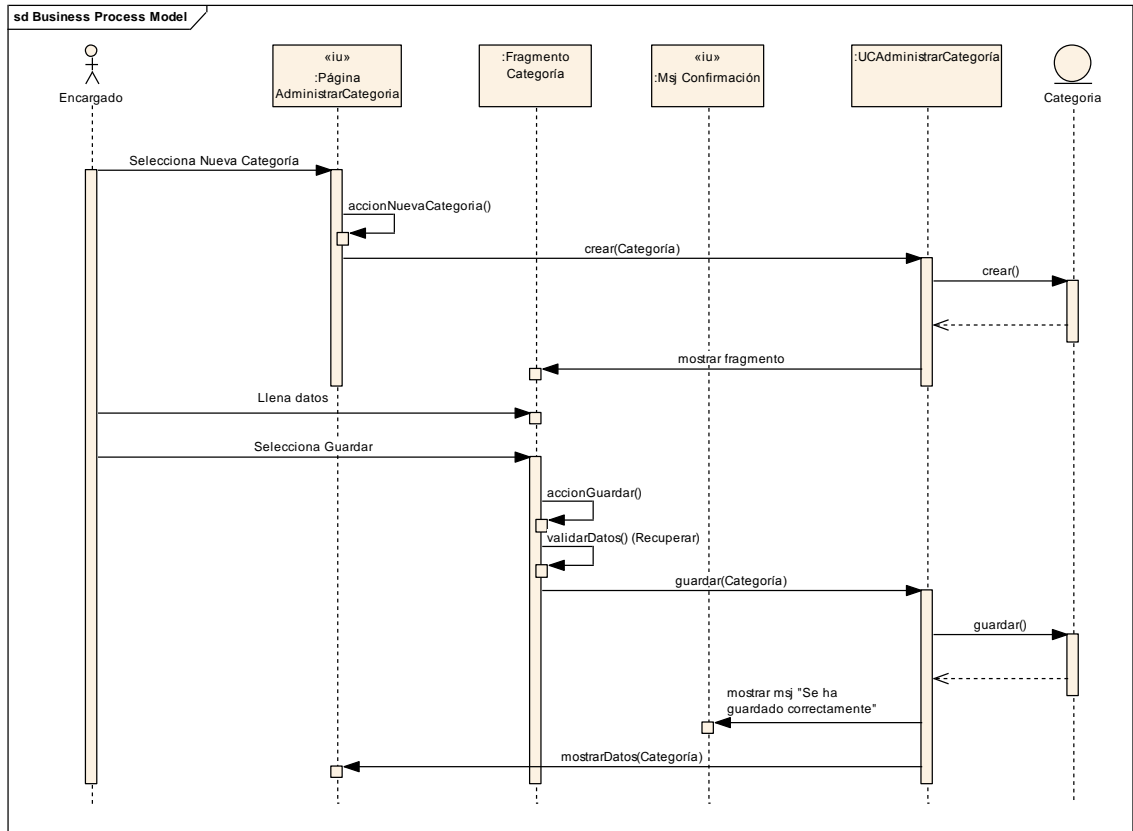 sd Business Process Model
Encargado
«iu»
:Página
AdministrarCategoria
:Fragmento
Categoría
«iu»
:Msj Confirmación
:UCAdministrarCategoría
Categoria
Selecciona Nueva Categoría
accionNuevaCategoria()
crear(Categoría)
crear()
mostrar fragmento
Llena datos
Selecciona Guardar
accionGuardar()
validarDatos() (Recuperar)
guardar(Categoría)
guardar()
mostrar msj "Se ha
guardado correctamente"
mostrarDatos(Categoría)